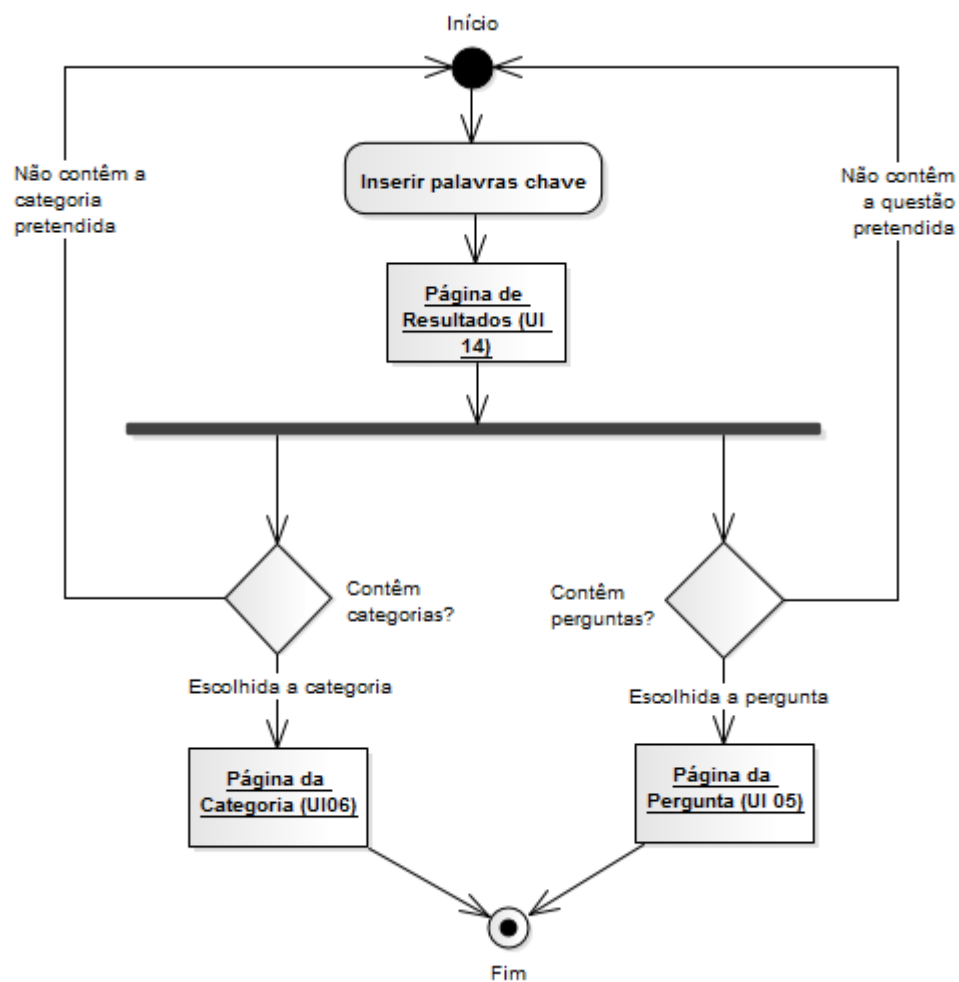 Início
Não contêm a
categoria
pretendida
Não contêm
a questão
pretendida
Inserir palavras chave
Página de
Resultados (UI
14)
Contêm
categorias?
Contêm
perguntas?
Escolhida a categoria
Escolhida a pergunta
Página da
Categoria (UI06)
Página da
Pergunta (UI 05)
Fim